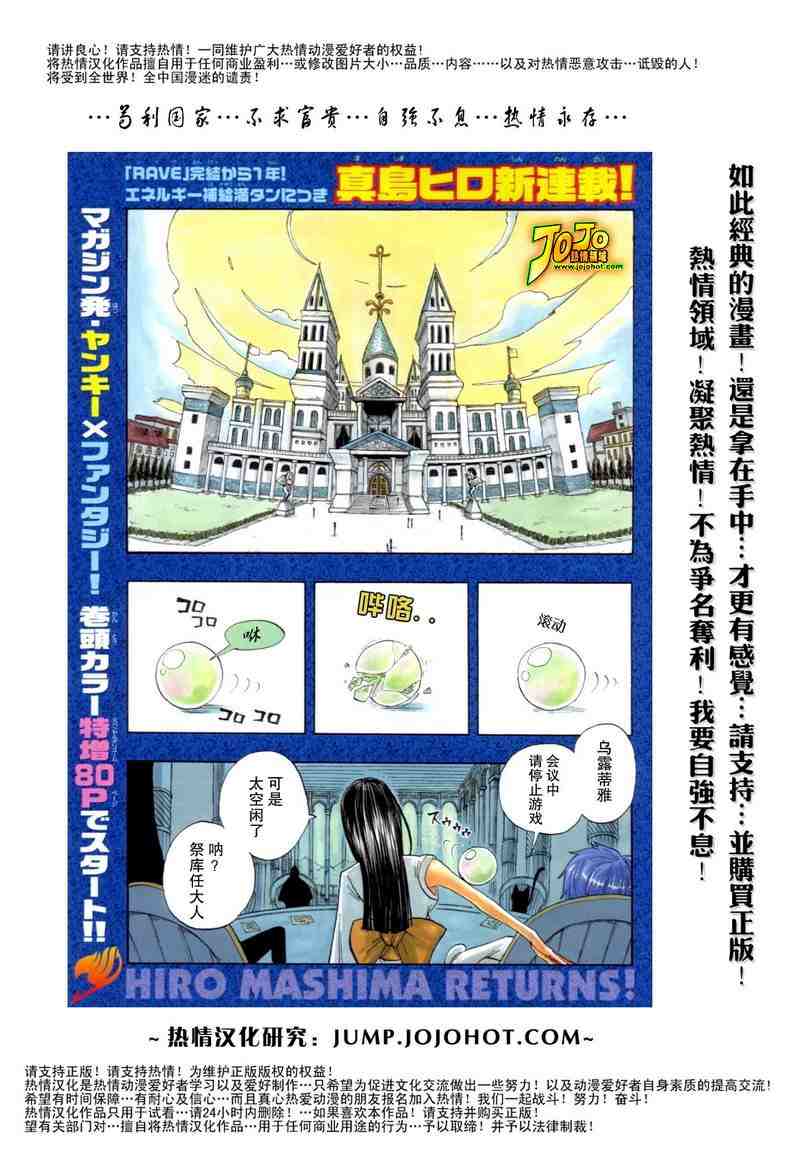 请讲良心！请支持热情！一同维护广大热情动漫爱好者的权益！
将热情汉化作品擅自用于任何商业盈利…或修改图片大小…品质…内容……以及对热情恶意攻击…诋毁的人！
将受到全世界！全中国漫迷的谴责！
…为利国家…不求富贵…自强不息…热情永存…
「RAVE」完結から1年！
エネルギー補給満タンにつき
真島ヒロ新連載！
マガジン発・ヤンキー×ファンタジー！ 巻頭カラー特増80Pでスタート!!
JOJO
热情領域
www.jojohot.com
コロ
コロ
咻
コロ コロ
哗咯..
滚动
乌露蒂雅
会议中
请停止游戏
可是
太空闲了
呐？
祭库任大人
HIRO MASHIMA RETURNS!
如此經典的漫畫！還是拿在手中…才更有感覺…請支持…並購買正版！
熱情領域！凝聚熱情！不為爭名奪利！我要自強不息！
~热情汉化研究：JUMP.JOJOHOT.COM~
请支持正版！请支持热情！为维护正版版权的权益！
热情汉化是热情动漫爱好者学习以及爱好制作…只希望为促进文化交流做出一些努力！以及动漫爱好者自身素质的提高交流！
希望有时间保障…有耐心及信心…而且真心热爱动漫的朋友报名加入热情！我们一起战斗！努力！奋斗！
热情汉化作品只用于试看…请24小时内删除！…如果喜欢本作品！请支持并购买正版！
望有关部门对…擅自将热情汉化作品…用于任何商业用途的行为…予以取缔！并予以法律制裁！